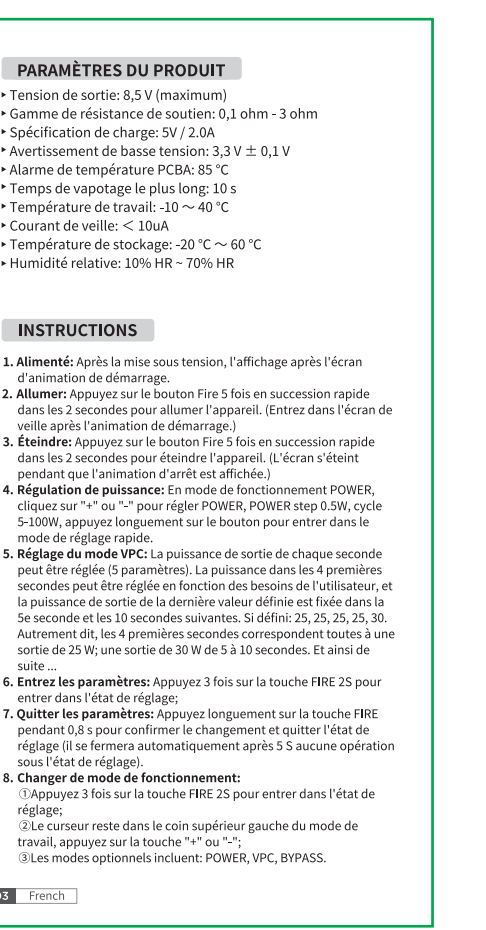 PARAMÈTRES DU PRODUIT
‣ Tension de sortie: 8,5 V (maximum)
‣ Gamme de résistance de soutien: 0,1 ohm - 3 ohm
‣ Spécification de charge: 5V / 2.0A
‣ Avertissement de basse tension: 3,3 V ± 0,1 V
‣ Alarme de température PCBA: 85 °C
‣ Temps de vapotage le plus long: 10 s
‣ Température de travail: -10 ～ 40 °C
‣ Courant de veille: ＜ 10uA
‣ Température de stockage: -20 °C ～ 60 °C
‣ Humidité relative: 10% HR ~ 70% HR
INSTRUCTIONS
1. Alimenté: Après la mise sous tension, l'affichage après l'écran
d'animation de démarrage.
2. Allumer: Appuyez sur le bouton Fire 5 fois en succession rapide
dans les 2 secondes pour allumer l'appareil. (Entrez dans l'écran de
veille après l'animation de démarrage.)
3. Éteindre: Appuyez sur le bouton Fire 5 fois en succession rapide
dans les 2 secondes pour éteindre l'appareil. (L'écran s'éteint
pendant que l'animation d'arrêt est affichée.)
4. Régulation de puissance: En mode de fonctionnement POWER,
cliquez sur "+" ou "-" pour régler POWER, POWER step 0.5W, cycle
5-100W, appuyez longuement sur le bouton pour entrer dans le
mode de réglage rapide.
5. Réglage du mode VPC: La puissance de sortie de chaque seconde
peut être réglée (5 paramètres). La puissance dans les 4 premières
secondes peut être réglée en fonction des besoins de l'utilisateur, et
la puissance de sortie de la dernière valeur définie est fixée dans la
5e seconde et les 10 secondes suivantes. Si défini: 25, 25, 25, 25, 30.
Autrement dit, les 4 premières secondes correspondent toutes à une
sortie de 25 W; une sortie de 30 W de 5 à 10 secondes. Et ainsi de
suite ...
6. Entrez les paramètres: Appuyez 3 fois sur la touche FIRE 2S pour
entrer dans l'état de réglage;
7. Quitter les paramètres: Appuyez longuement sur la touche FIRE
pendant 0,8 s pour confirmer le changement et quitter l'état de
réglage (il se fermera automatiquement après 5 S aucune opération
sous l'état de réglage).
8. Changer de mode de fonctionnement:
①Appuyez 3 fois sur la touche FIRE 2S pour entrer dans l'état de
réglage;
②Le curseur reste dans le coin supérieur gauche du mode de
travail, appuyez sur la touche "+" ou "-";
③Les modes optionnels incluent: POWER, VPC, BYPASS.
03 French